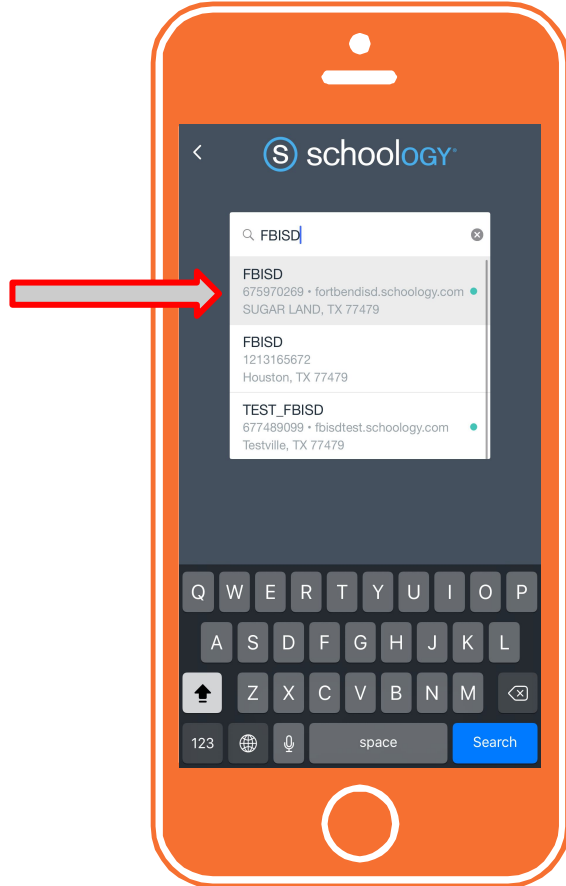 S schoology®
FBISD
FBISD
675970269 • fortbendisd.schoology.com
SUGAR LAND, TX 77479
FBISD
1213165672
Houston, TX 77479
TEST_FBISD
677489099 • fbisdtest.schoology.com
Testville, TX 77479
Q W E R T Y U I O P
A S D F G H J K L
Z X C V B N M
123 space Search